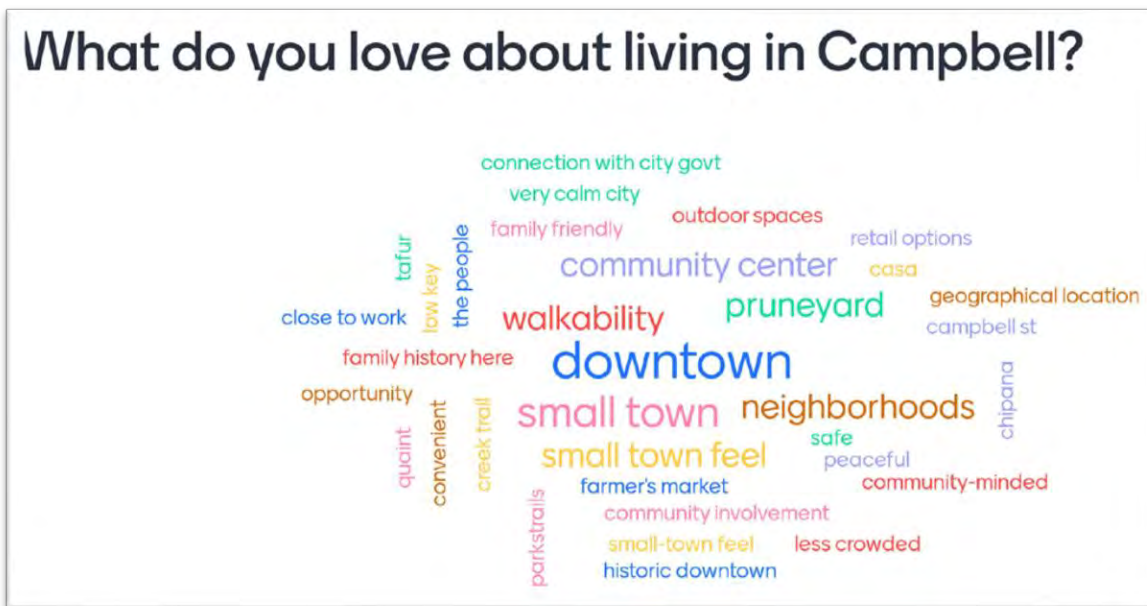 What do you love about living in Campbell?
connection with city govt
very calm city
outdoor spaces
family friendly
retail options
tafur
the people
low key
community center
casa
pruneyard
geographical location
close to work
walkability
campbell st
family history here
downtown
opportunity
chipana
small town
neighborhoods
quaint
convenient
creek trail
safe
small town feel
peaceful
farmer's market
community-minded
parkstrails
community involvement
small-town feel
less crowded
historic downtown